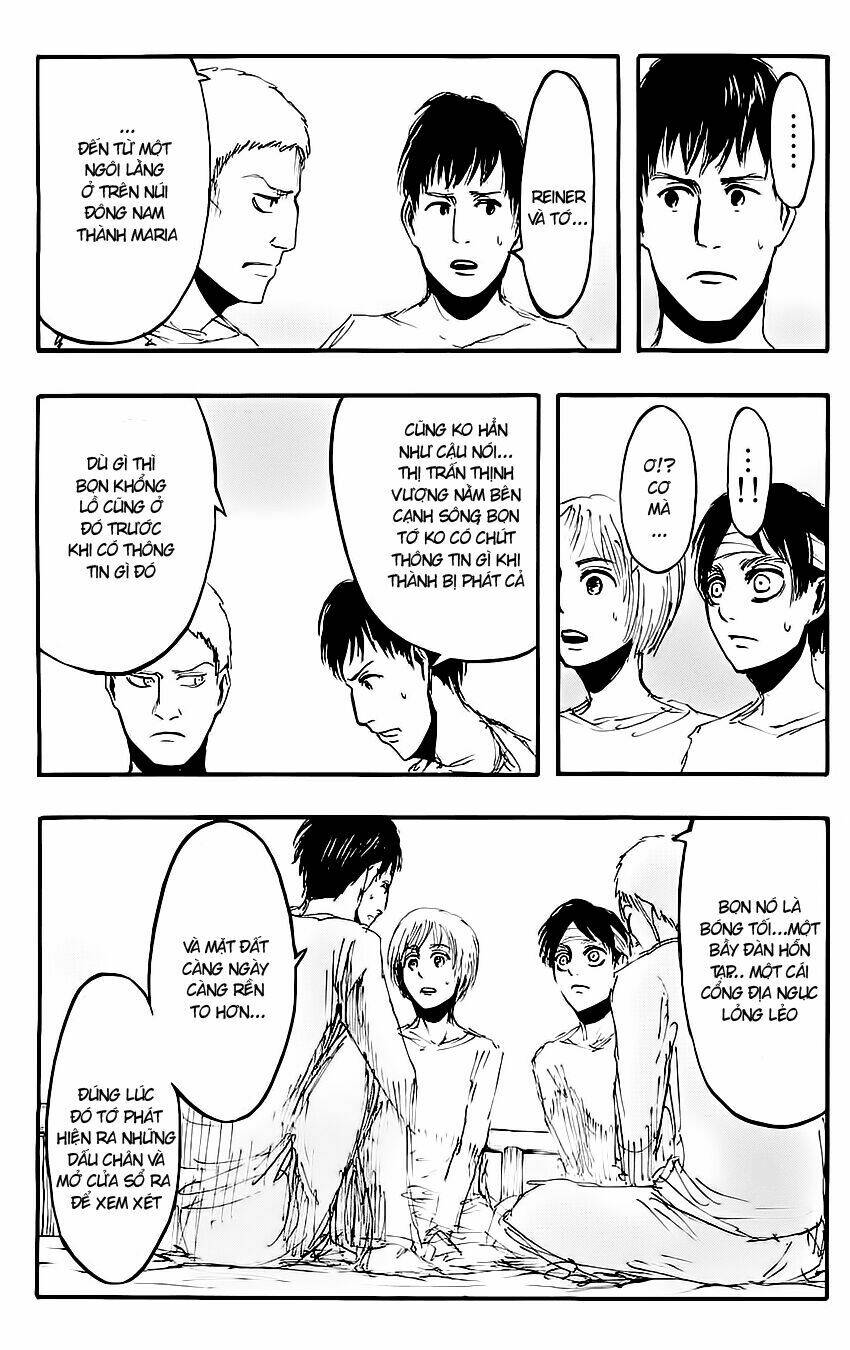 ......
REINER
VÀ TỚ...
...
ĐẾN TỪ MỘT
NGÔI LẰNG
Ở TRÊN NÚI
ĐÔNG NAM
THÀNH MARIA
...!!
Ơ!?
CƠ
MÀ
...
CŨNG KO HẲN
NHƯ CẬU NÓI...
THỊ TRẤN THỊNH
VƯỢNG NẰM BÊN
CẠNH SÔNG, BỌN
TỚ KO CÓ CHÚT
THÔNG TIN GÌ KHI
THÀNH BỊ PHÁT CẢ
DÙ GÌ THÌ
BỌN KHỔNG
LỒ CŨNG Ở
ĐÓ TRƯỚC
KHI CÓ THÔNG
TIN GÌ ĐÓ
BỌN NÓ LÀ
BÓNG TỐI...MỘT
BẦY ĐÀN HỖN
TẠP.. MỘT CÁI
CỔNG ĐỊA NGỤC
LỎNG LẺO
VÀ MẶT ĐẤT
CÀNG NGÀY
CÀNG RỀN
TO HƠN...
ĐÚNG LÚC
ĐÓ TỚ PHÁT
HIỆN RA NHỮNG
DẤU CHÂN VÀ
MỞ CỬA SỔ RA
ĐỂ XEM XÉT